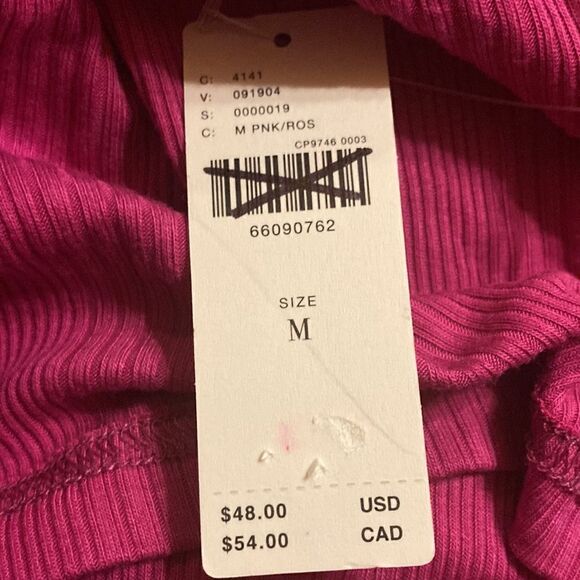 C: 4141
V: 091904
S: 0000019
C: M PNK/ROS
CP9746 0003
66090762
SIZE
M
$48.00 USD
$54.00 CAD